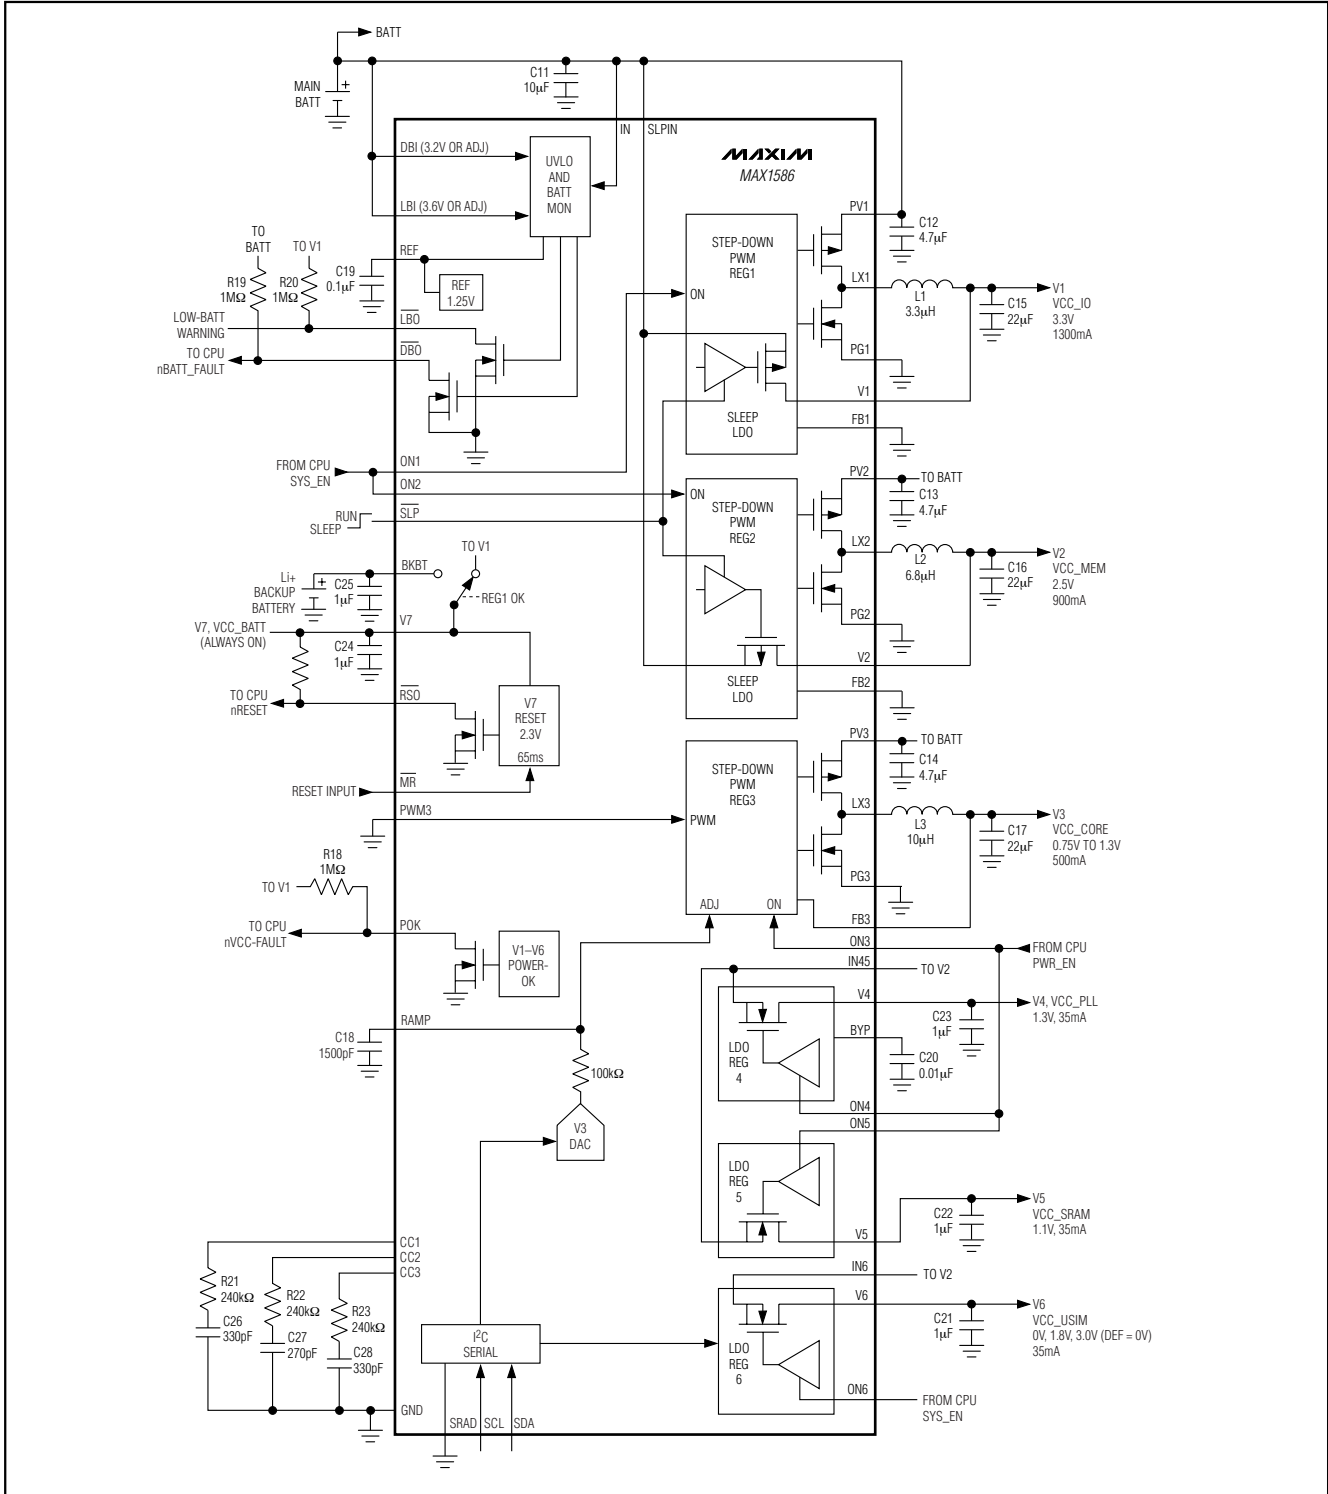 BATT
MAIN
BATT
C11
10µF
IN
SLPIN
MAXIM
MAX1586
DBI (3.2V OR ADJ)
LBI (3.6V OR ADJ)
UVLO
AND
BATT
MON
TO
BATT
TO V1
R19
1MΩ
R20
1MΩ
C19
0.1µF
REF
REF
1.25V
LOW-BATT
WARNING
LBO
TO CPU
nBATT_FAULT
DBO
STEP-DOWN
PWM
REG1
ON
SLEEP
LDO
PV1
C12
4.7µF
LX1
L1
3.3µH
C15
22µF
V1
VCC_IO
3.3V
1300mA
PG1
V1
FB1
FROM CPU
SYS_EN
ON1
ON2
RUN
SLEEP
SLP
STEP-DOWN
PWM
REG2
ON
SLEEP
LDO
PV2
TO BATT
C13
4.7µF
LX2
L2
6.8µH
C16
22µF
V2
VCC_MEM
2.5V
900mA
PG2
V2
FB2
Li+
BACKUP
BATTERY
C25
1µF
BKBT
TO V1
REG1 OK
V7, VCC_BATT
(ALWAYS ON)
C24
1µF
V7
TO CPU
nRESET
RSO
V7
RESET
2.3V
65ms
RESET INPUT
MR
PWM3
STEP-DOWN
PWM
REG3
PWM
ADJ
ON
PV3
TO BATT
C14
4.7µF
LX3
L3
10µH
C17
22µF
V3
VCC_CORE
0.75V TO 1.3V
500mA
PG3
FB3
R18
1MΩ
TO V1
TO CPU
nVCC-FAULT
POK
V1–V6
POWER-
OK
ON3
FROM CPU
PWR_EN
IN45
TO V2
C18
1500pF
RAMP
100kΩ
V3
DAC
LDO
REG
4
V4
V4, VCC_PLL
1.3V, 35mA
C23
1µF
BYP
C20
0.01µF
ON4
ON5
LDO
REG
5
V5
C22
1µF
V5
VCC_SRAM
1.1V, 35mA
CC1
CC2
CC3
R21
240kΩ
R22
240kΩ
R23
240kΩ
C26
330pF
C27
270pF
C28
330pF
GND
I2C
SERIAL
SRAD
SCL
SDA
IN6
TO V2
LDO
REG
6
V6
C21
1µF
V6
VCC_USIM
0V, 1.8V, 3.0V (DEF = 0V)
35mA
ON6
FROM CPU
SYS_EN